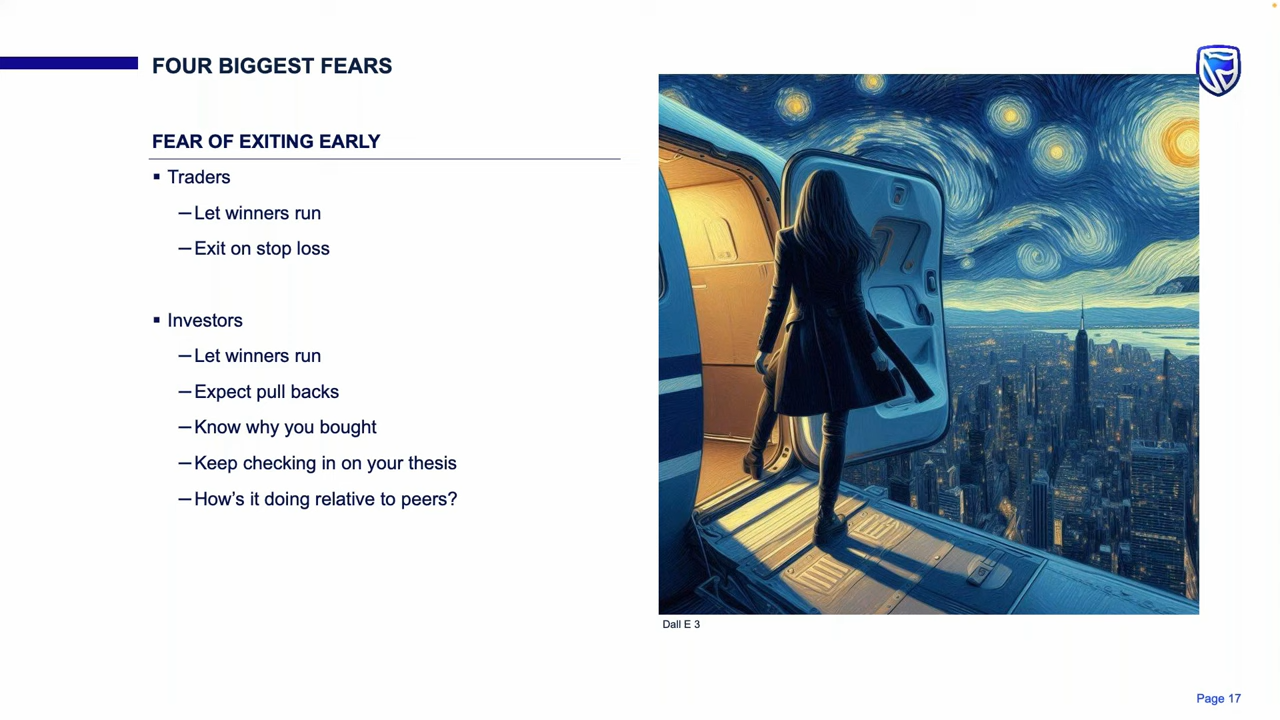 FOUR BIGGEST FEARS
FEAR OF EXITING EARLY
▪ Traders
–Let winners run
–Exit on stop loss
▪ Investors
–Let winners run
–Expect pull backs
–Know why you bought
–Keep checking in on your thesis
–How’s it doing relative to peers?
Dall E 3
Page 17